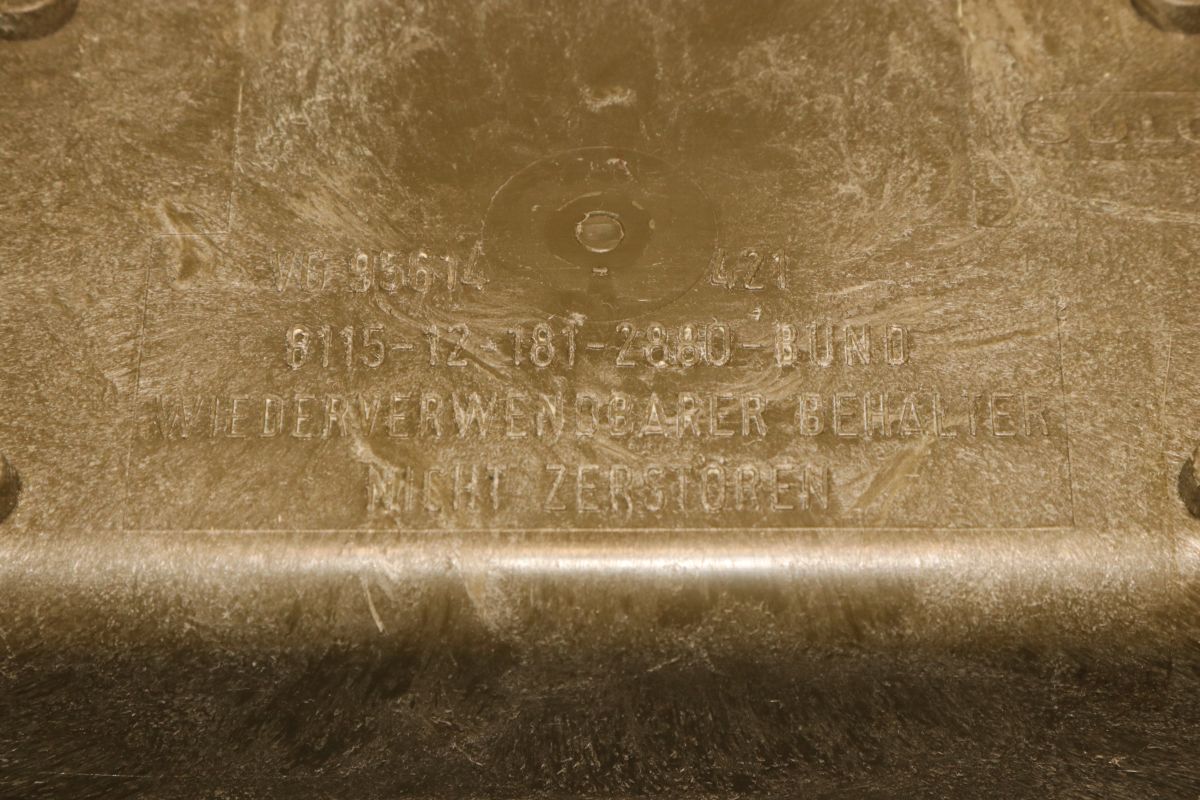 VG 95614 421
8115-12-181-2880-BUND
WIEDERVERWENDBARER BEHÄLTER
NICHT ZERSTÖREN